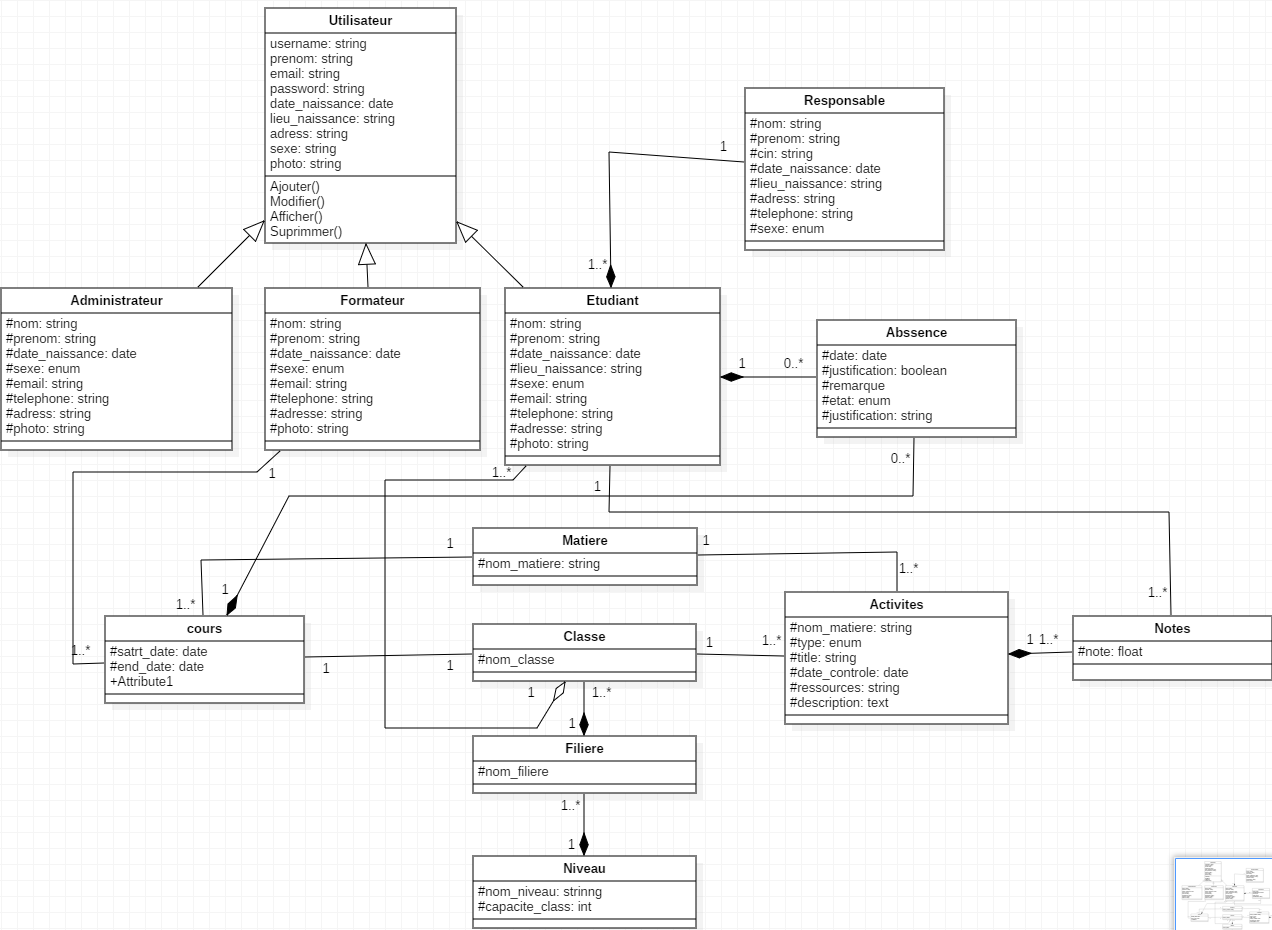 Utilisateur
username: string
prenom: string
email: string
password: string
date_naissance: date
lieu_naissance: string
adress: string
sexe: string
photo: string
Ajouter()
Modifier()
Afficher()
Suprimmer()
Responsable
#nom: string
#prenom: string
#cin: string
#date_naissance: date
#lieu_naissance: string
#adress: string
#telephone: string
#sexe: enum
1
1..*
Administrateur
#nom: string
#prenom: string
#date_naissance: date
#sexe: enum
#email: string
#telephone: string
#adress: string
#photo: string
Formateur
#nom: string
#prenom: string
#date_naissance: date
#sexe: enum
#email: string
#telephone: string
#adresse: string
#photo: string
1
Etudiant
#nom: string
#prenom: string
#date_naissance: date
#lieu_naissance: string
#sexe: enum
#email: string
#telephone: string
#adresse: string
#photo: string
1..*
1
1
0..*
Abssence
#date: date
#justification: boolean
#remarque
#etat: enum
#justification: string
0..*
Matiere
#nom_matiere: string
1
1
1..*
1
1..*
1..*
cours
#satrt_date: date
#end_date: date
+Attribute1
1
1
Classe
#nom_classe
1
1..*
1
1..*
Activites
#nom_matiere: string
#type: enum
#title: string
#date_controle: date
#ressources: string
#description: text
1 1..*
1..*
Notes
#note: float
1
Filiere
#nom_filiere
1..*
1
Niveau
#nom_niveau: strinng
#capacite_class: int